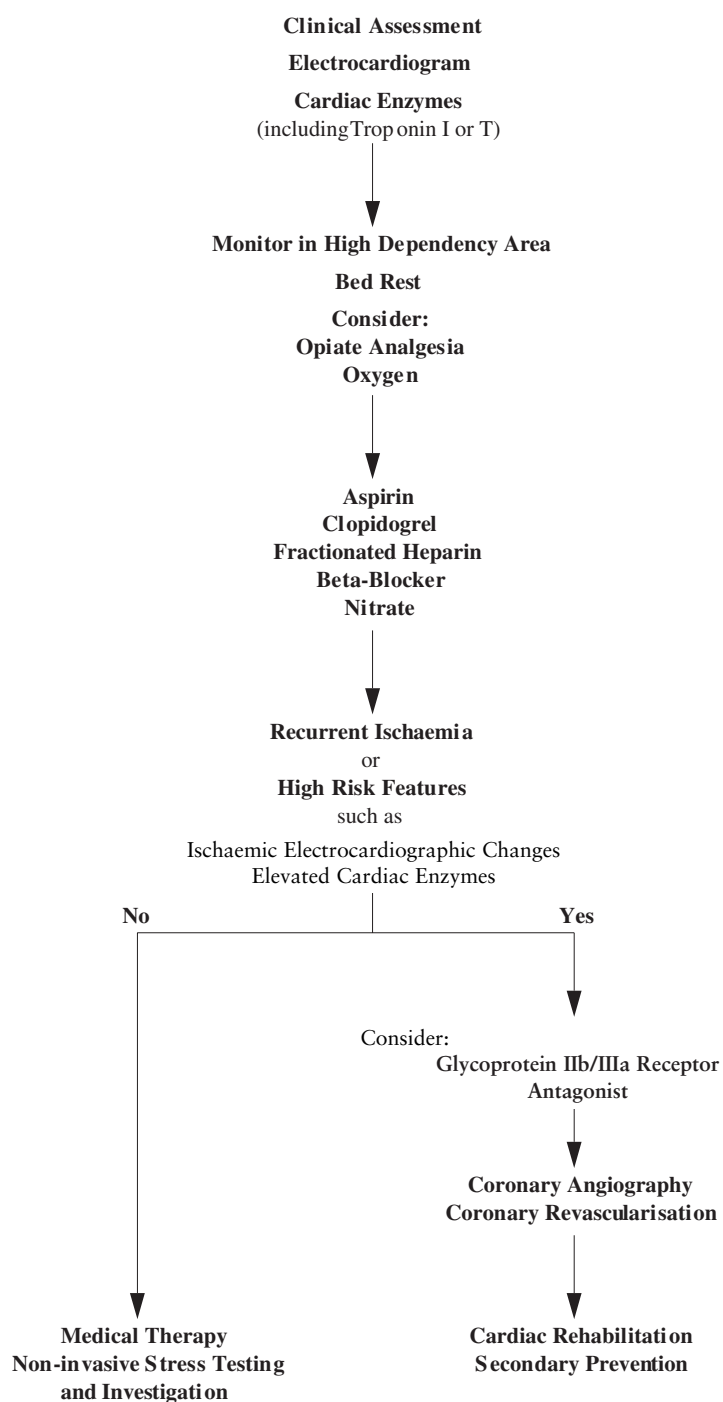 Clinical Assessment
Electrocardiogram
Cardiac Enzymes
(including Troponin I or T)
Monitor in High Dependency Area
Bed Rest
Consider:
Opiate Analgesia
Oxygen
Aspirin
Clopidogrel
Fractionated Heparin
Beta-Blocker
Nitrate
Recurrent Ischaemia
or
High Risk Features
such as
Ischaemic Electrocardiographic Changes
Elevated Cardiac Enzymes
No
Yes
Consider:
Glycoprotein IIb/IIIa Receptor
Antagonist
Coronary Angiography
Coronary Revascularisation
Medical Therapy
Non-invasive Stress Testing
and Investigation
Cardiac Rehabilitation
Secondary Prevention